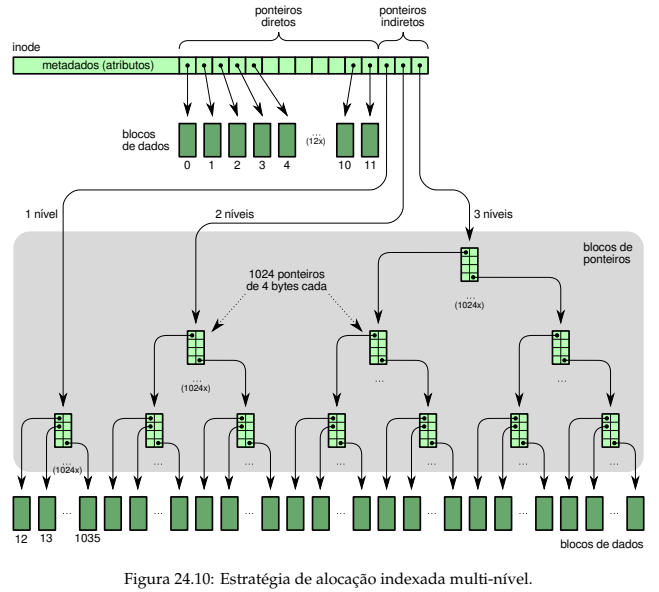 ponteiros
diretos
ponteiros
indiretos
inode
metadados (atributos)
blocos
de dados
...
(12x)
0
1
2
3
4
10
11
1 nível
2 níveis
3 níveis
blocos de
ponteiros
1024 ponteiros
de 4 bytes cada
...
(1024x)
...
(1024x)
...
...
...
(1024x)
...
...
...
...
...
...
...
...
...
...
...
...
...
12
13
1035
blocos de dados
Figura 24.10: Estratégia de alocação indexada multi-nível.